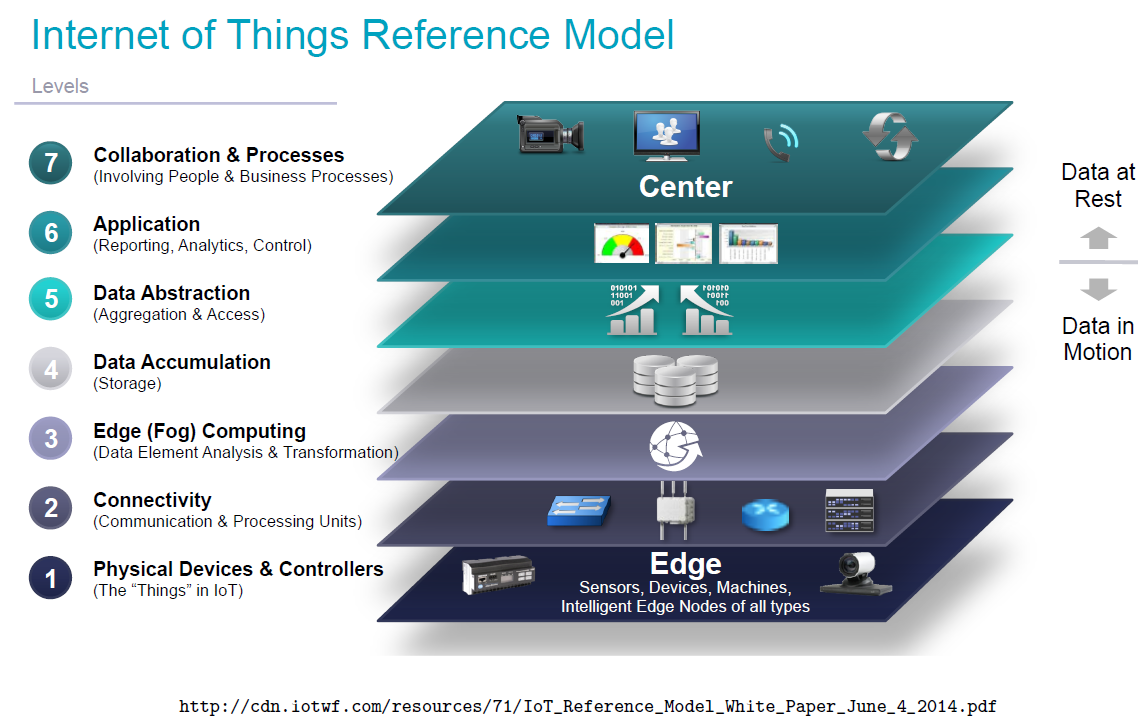 Internet of Things Reference Model
Levels
7
Collaboration & Processes
(Involving People & Business Processes)
6
Application
(Reporting, Analytics, Control)
5
Data Abstraction
(Aggregation & Access)
4
Data Accumulation
(Storage)
3
Edge (Fog) Computing
(Data Element Analysis & Transformation)
2
Connectivity
(Communication & Processing Units)
1
Physical Devices & Controllers
(The “Things” in IoT)
Center
010101
11001
001
Edge
Sensors, Devices, Machines,
Intelligent Edge Nodes of all types
Data at
Rest
Data in
Motion
http://cdn.iotwf.com/resources/71/IoT_Reference_Model_White_Paper_June_4_2014.pdf